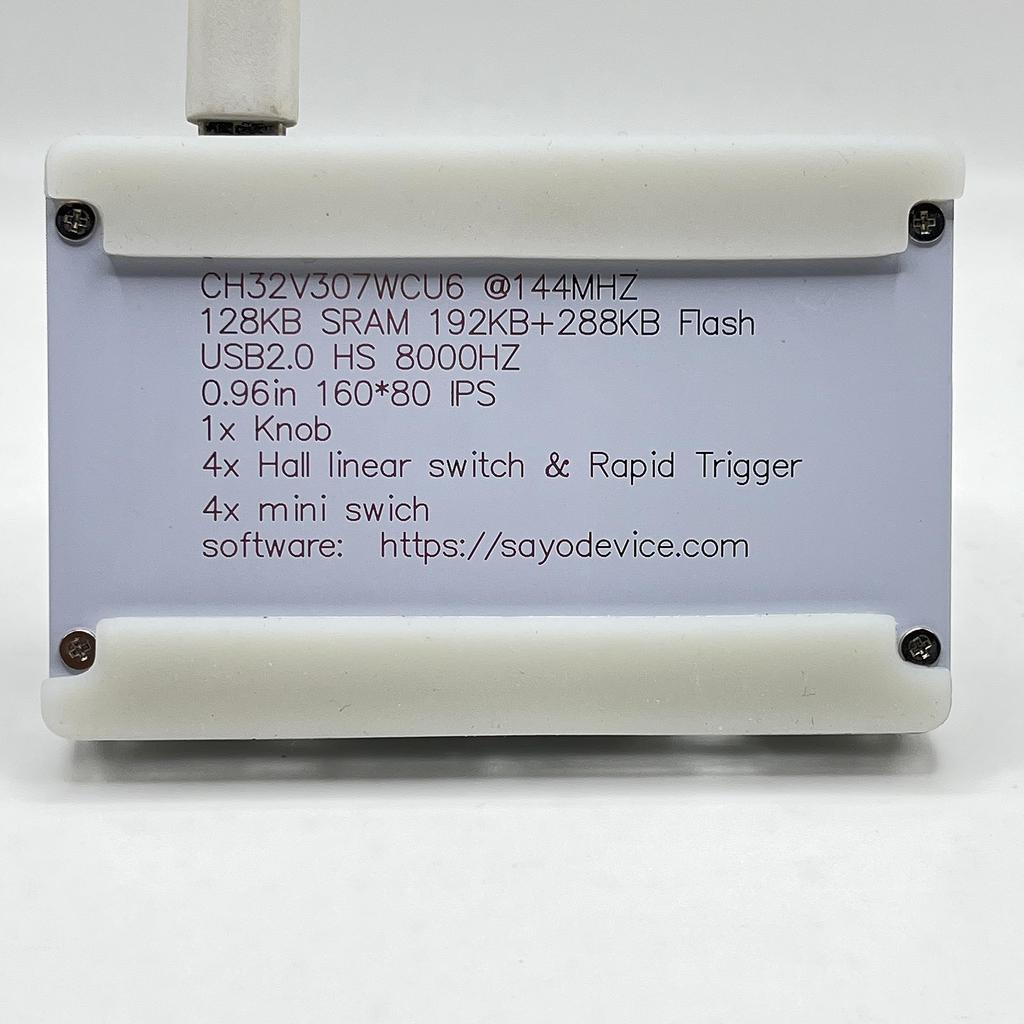 CH32V307WCU6 @144MHZ
128KB SRAM 192KB+288KB Flash
USB2.0 HS 8000HZ
0.96in 160*80 IPS
1x Knob
4x Hall linear switch & Rapid Trigger
4x mini swich
software: https://sayodevice.com